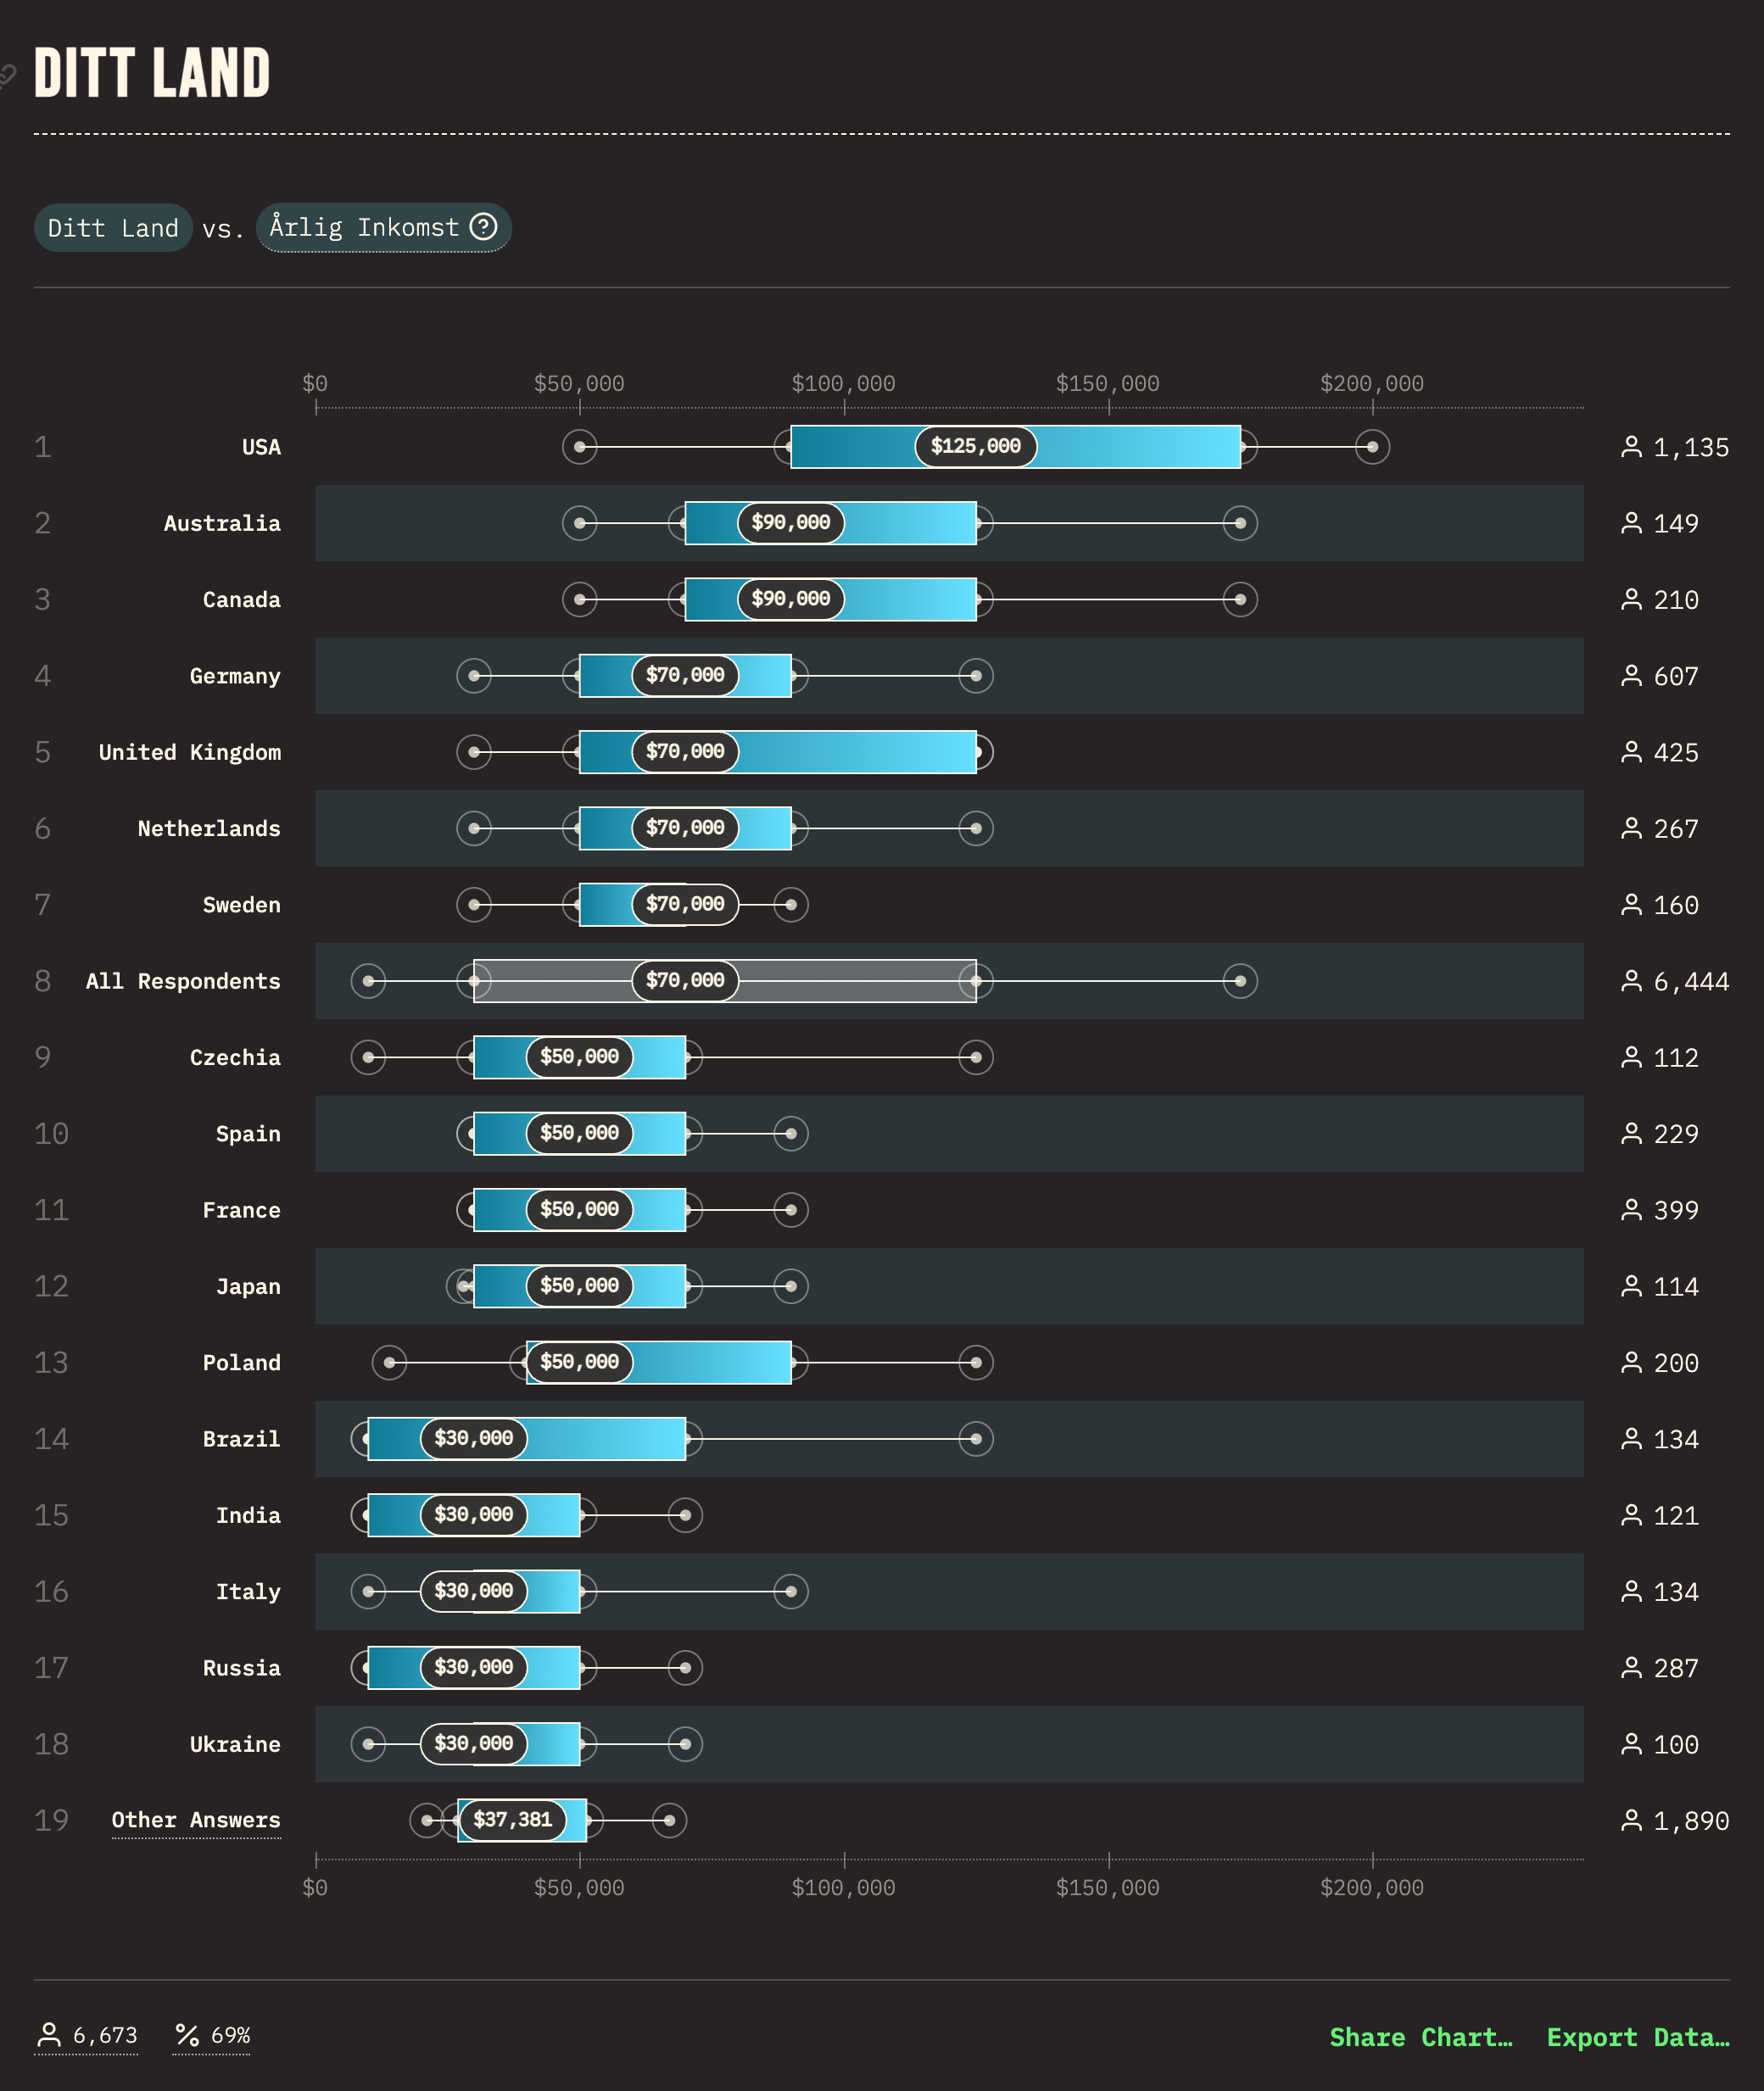 DITT LAND
Ditt Land vs. Årlig Inkomst ?
$0 $50,000 $100,000 $150,000 $200,000
1 USA $125,000 1,135
2 Australia $90,000 149
3 Canada $90,000 210
4 Germany $70,000 607
5 United Kingdom $70,000 425
6 Netherlands $70,000 267
7 Sweden $70,000 160
8 All Respondents $70,000 6,444
9 Czechia $50,000 112
10 Spain $50,000 229
11 France $50,000 399
12 Japan $50,000 114
13 Poland $50,000 200
14 Brazil $30,000 134
15 India $30,000 121
16 Italy $30,000 134
17 Russia $30,000 287
18 Ukraine $30,000 100
19 Other Answers $37,381 1,890
$0 $50,000 $100,000 $150,000 $200,000
6,673 % 69% Share Chart… Export Data…